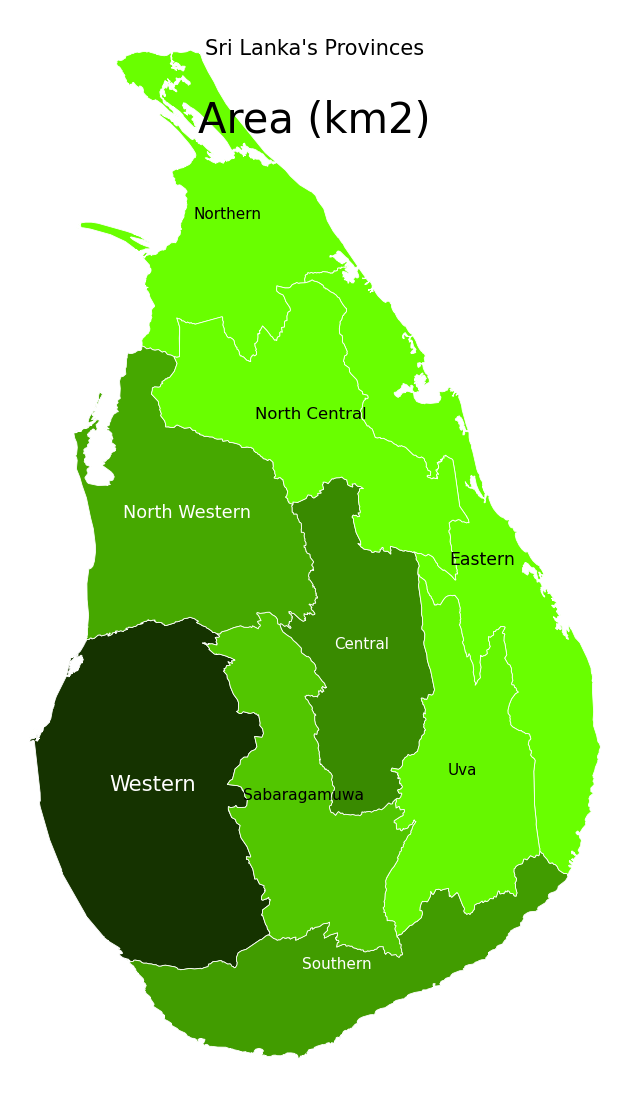 Sri Lanka's Provinces
Area (km2)
Northern
North Central
North Western
Eastern
Central
Uva
Western
Sabaragamuwa
Southern